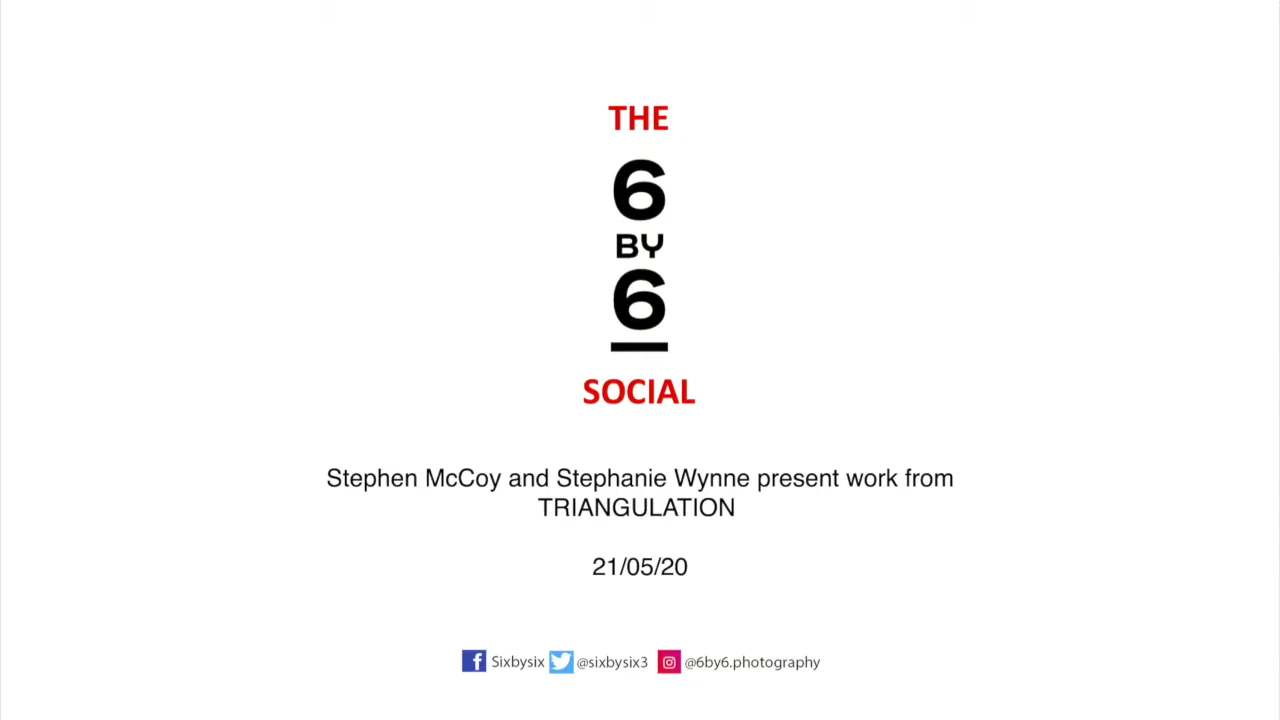 THE
6
BY
6
SOCIAL
Stephen McCoy and Stephanie Wynne present work from
TRIANGULATION
21/05/20
Sixbysix @sixbysix3 @6by6.photography